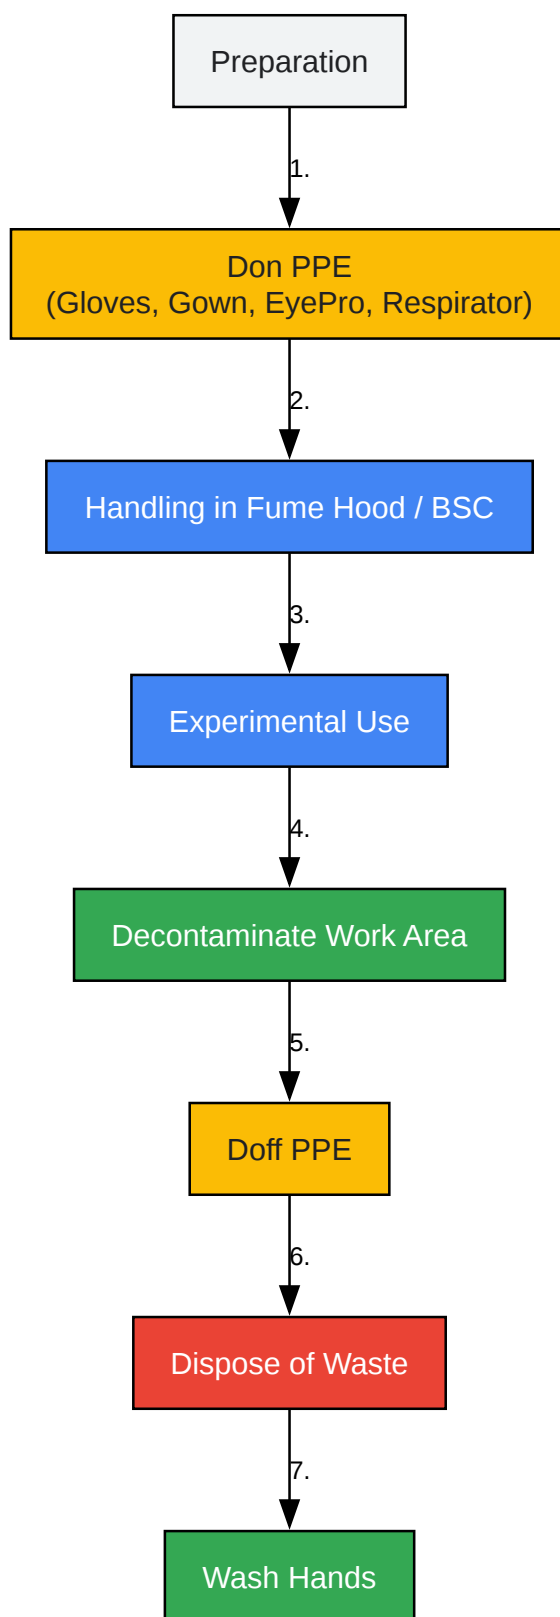 Preparation
1.
Don PPE
(Gloves, Gown, EyePro, Respirator)
2.
Handling in Fume Hood / BSC
3.
Experimental Use
4.
Decontaminate Work Area
5.
Doff PPE
6.
Dispose of Waste
7.
Wash Hands